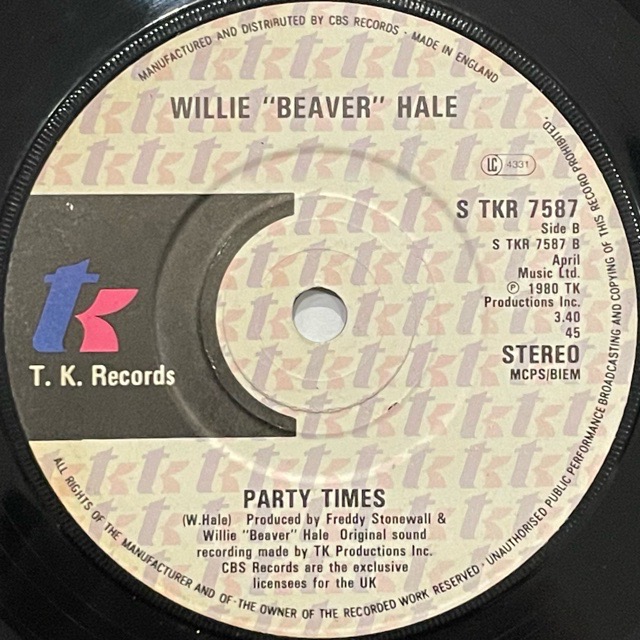 MANUFACTURED AND DISTRIBUTED BY CBS RECORDS · MADE IN ENGLAND
WILLIE "BEAVER" HALE
LC 4331
S TKR 7587
Side B
S TKR 7587 B
April
Music Ltd.
℗ 1980 TK
Productions Inc.
3.40
45
STEREO
MCPS/BIEM
tk
T. K. Records
PARTY TIMES
(W.Hale) Produced by Freddy Stonewall &
Willie "Beaver" Hale Original sound
recording made by TK Productions Inc.
CBS Records are the exclusive
licensees for the UK
ALL RIGHTS OF THE MANUFACTURER AND OF THE OWNER OF THE RECORDED WORK RESERVED · UNAUTHORISED PUBLIC PERFORMANCE BROADCASTING AND COPYING OF THIS RECORD PROHIBITED.